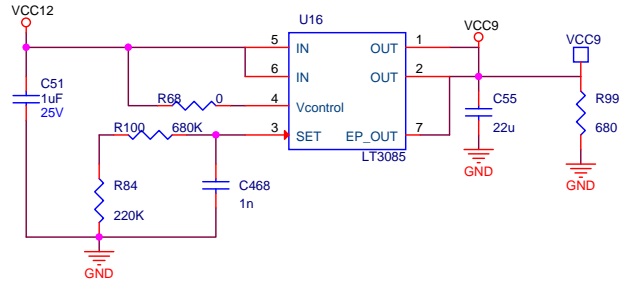 VCC12
U16
VCC9
VCC9
5
IN
OUT
1
6
IN
OUT
2
C51
1uF
25V
R68
0
4
Vcontrol
C55
22u
R99
680
R100
680K
3
SET
EP_OUT
7
LT3085
GND
GND
R84
220K
C468
1n
GND